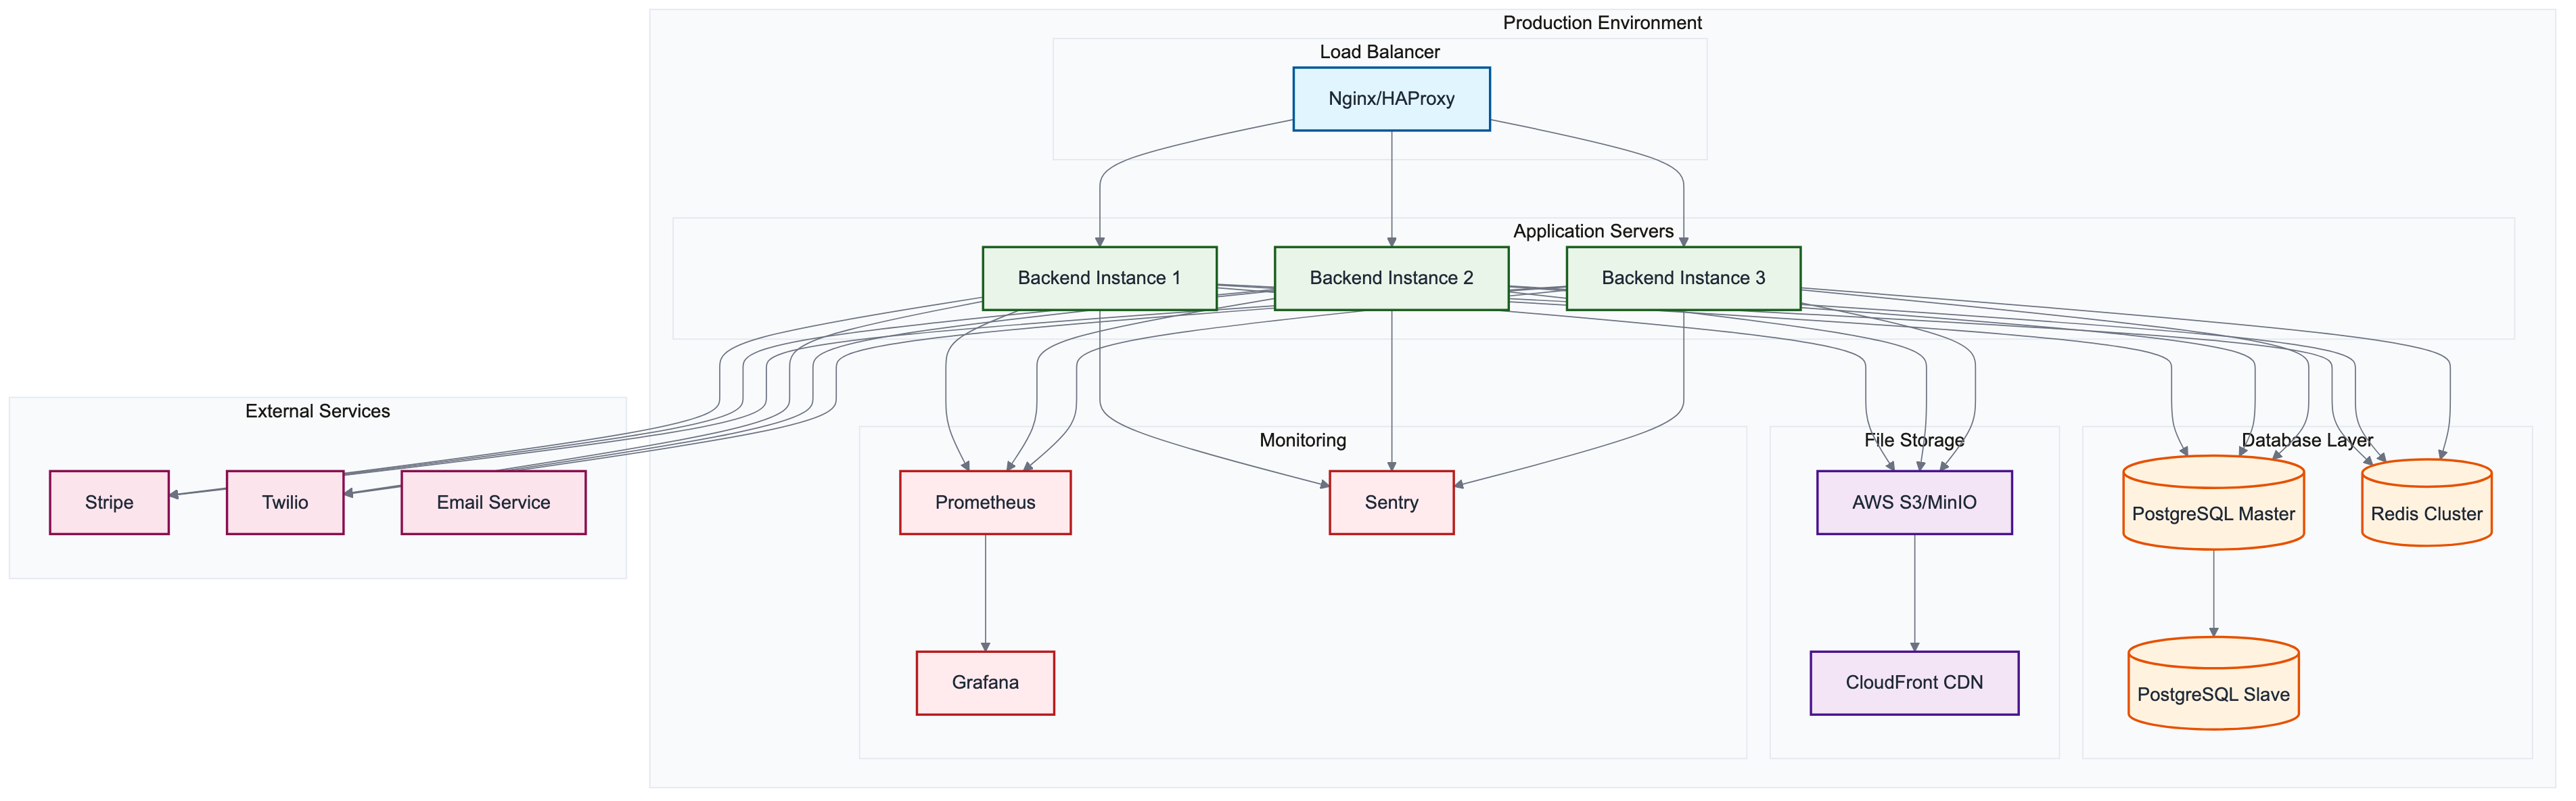 Production Environment
Load Balancer
Nginx/HAProxy
Application Servers
Backend Instance 1
Backend Instance 2
Backend Instance 3
External Services
Stripe
Twilio
Email Service
Monitoring
Prometheus
Sentry
Grafana
File Storage
AWS S3/MinIO
CloudFront CDN
Database Layer
PostgreSQL Master
Redis Cluster
PostgreSQL Slave